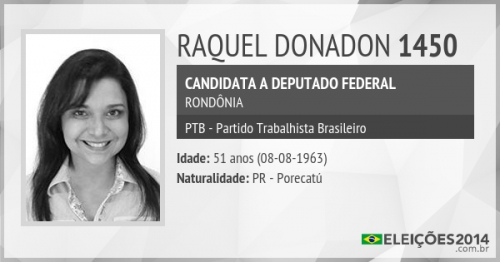 RAQUEL DONADON 1450
CANDIDATA A DEPUTADO FEDERAL
RONDÔNIA
PTB - Partido Trabalhista Brasileiro
Idade: 51 anos (08-08-1963)
Naturalidade: PR - Porecatú
ELEIÇÕES2014
.com.br